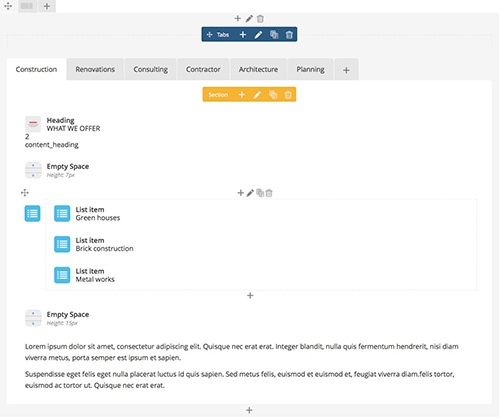 Tabs
Construction Renovations Consulting Contractor Architecture Planning
Section
Heading
WHAT WE OFFER
2
content_heading
Empty Space
Height: 7px
List item
Green houses
List item
Brick construction
List item
Metal works
Empty Space
Height: 15px
Lorem ipsum dolor sit amet, consectetur adipiscing elit. Quisque nec erat erat. Integer blandit, nulla quis fermentum hendrerit, nisi diam
viverra metus, porta semper est ipsum et sapien.
Suspendisse eget felis eget nulla placerat luctus id quis sapien. Sed metus felis, euismod et euismod et, feugiat viverra diam.felis tortor,
euismod ac tortor ut. Quisque nec erat erat.